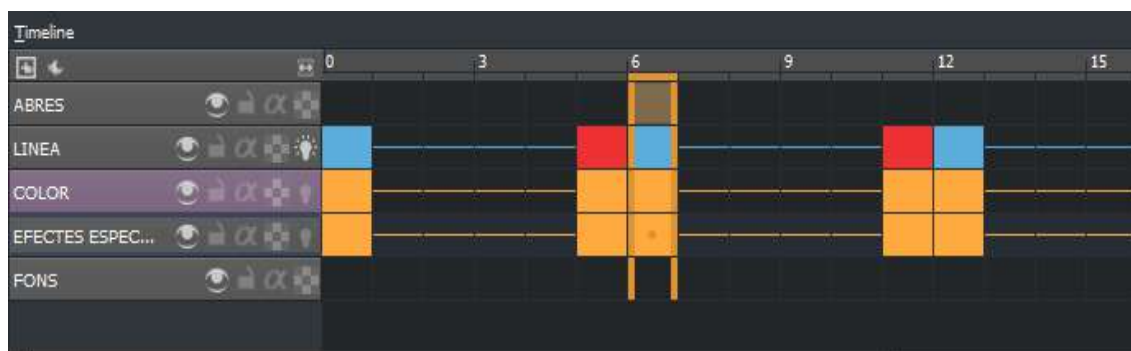 Timeline
0 3 6 9 12 15
ABRES
LINEA
COLOR
EFECTES ESPEC...
FONS